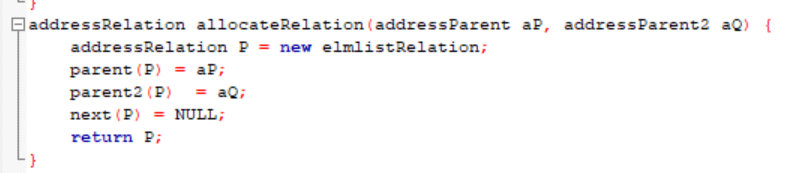 }
addressRelation allocateRelation(addressParent aP, addressParent2 aQ) {
    addressRelation P = new elmlistRelation;
    parent(P) = aP;
    parent2(P)  = aQ;
    next(P) = NULL;
    return P;
}